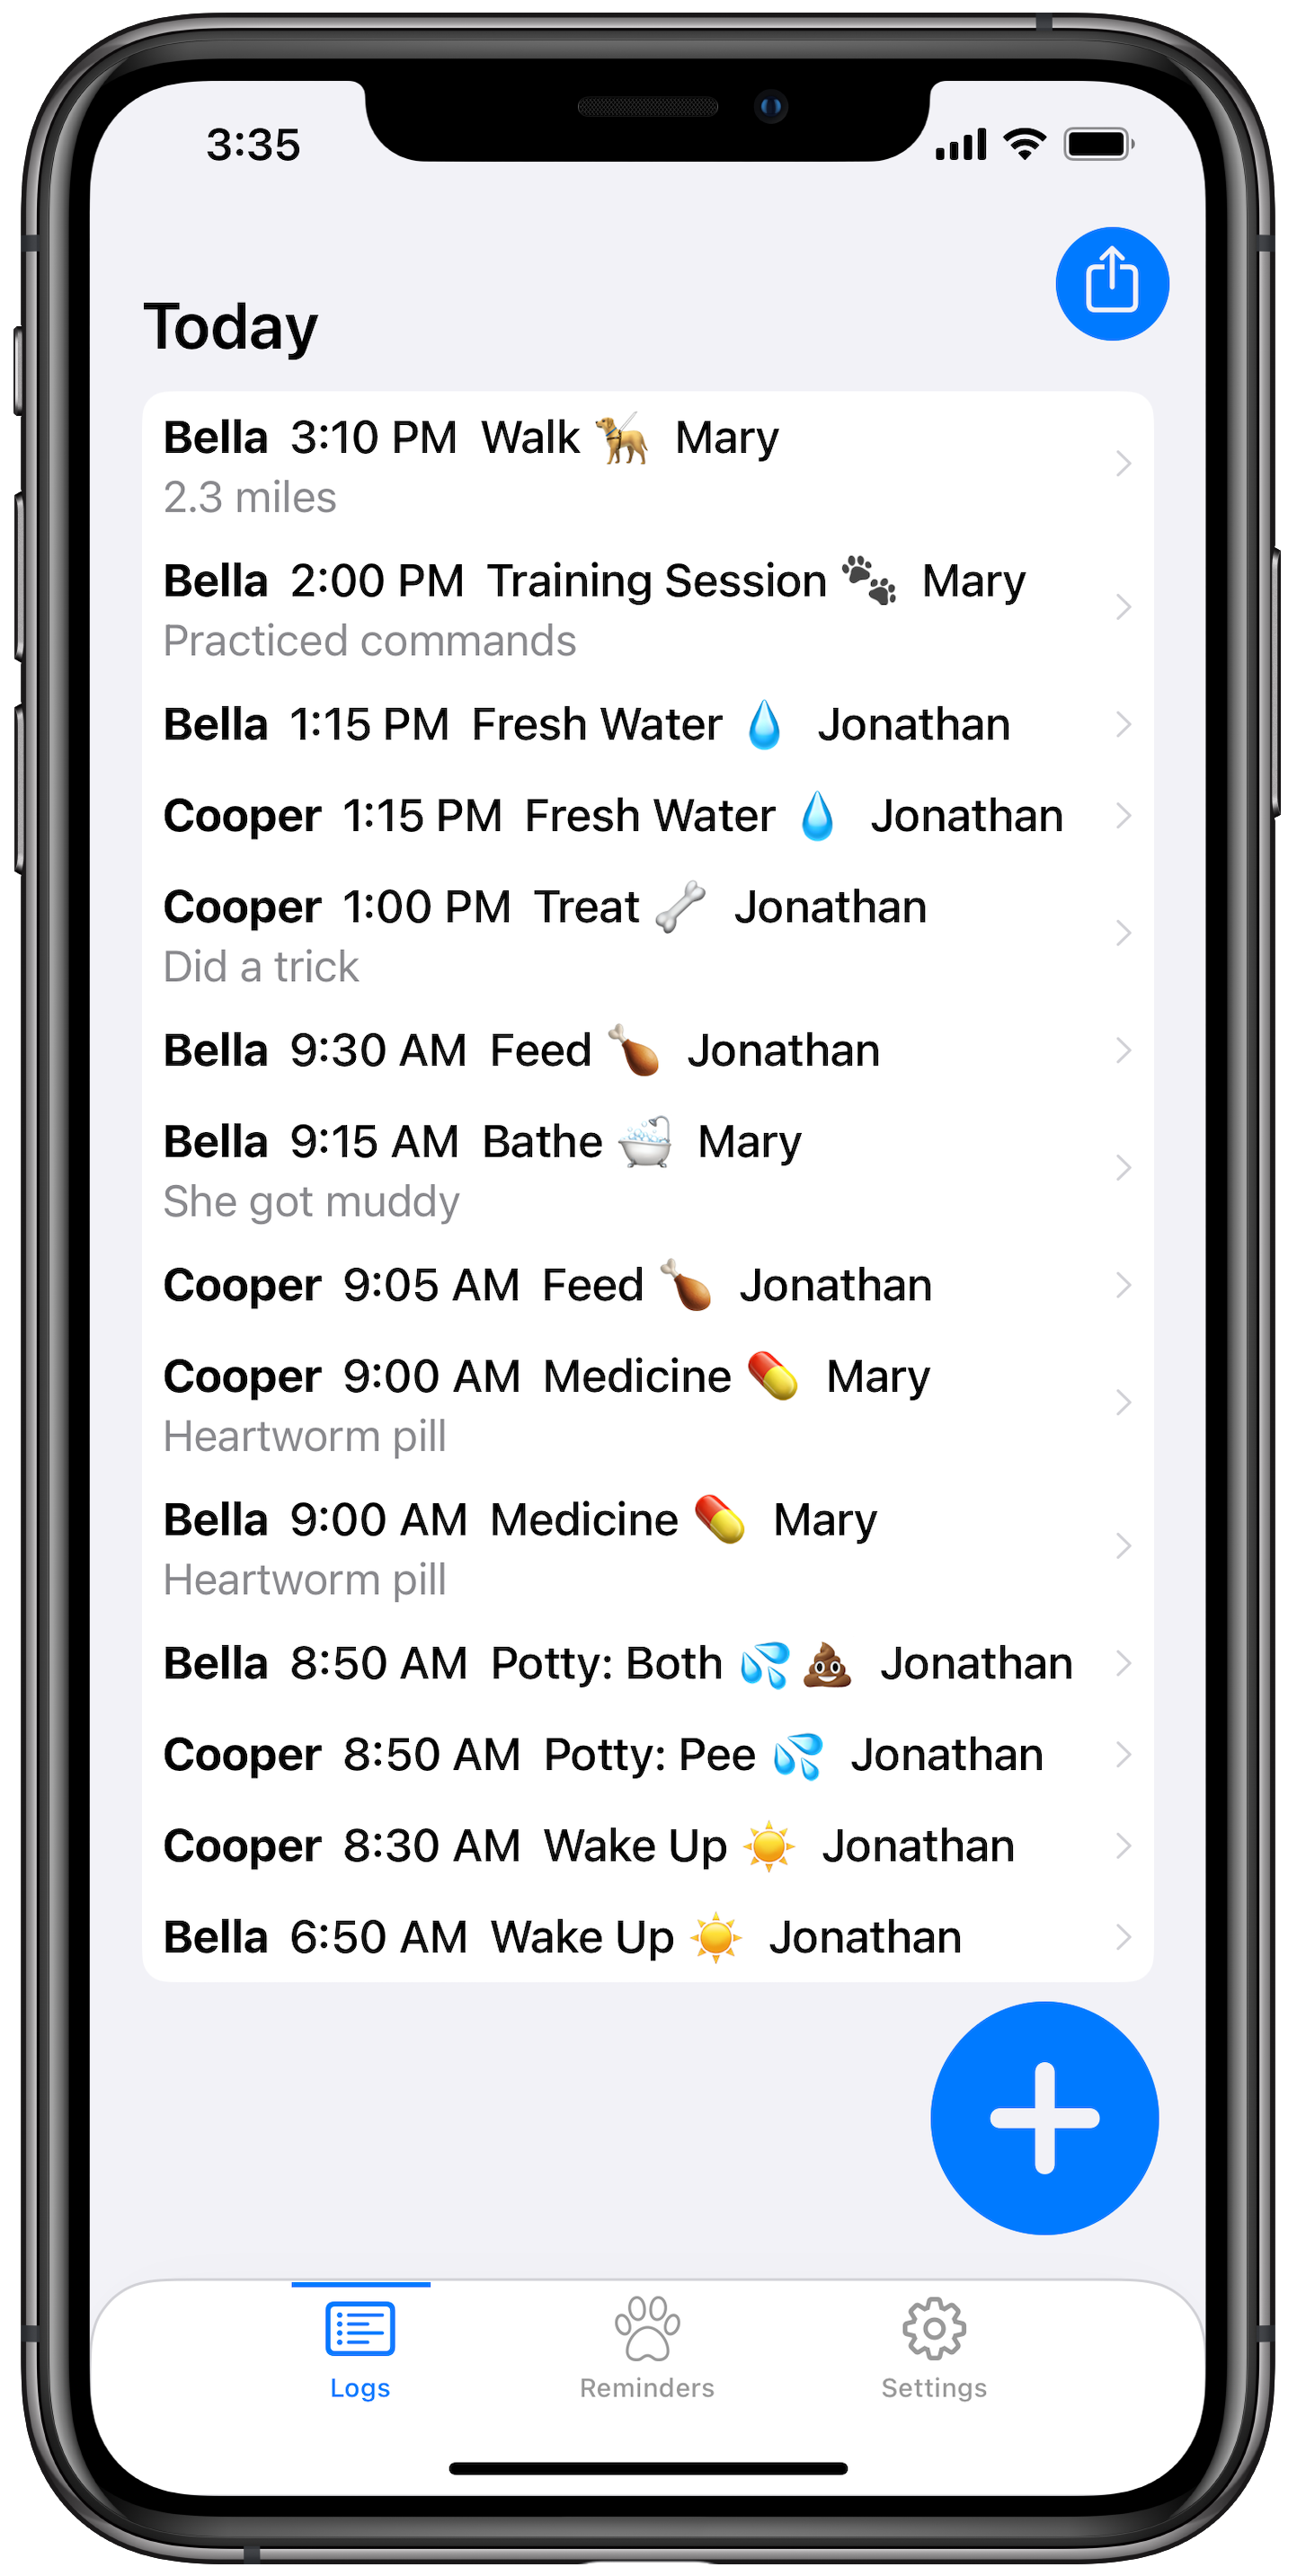 3:35
Today
Bella 3:10 PM Walk 🦮 Mary
2.3 miles
Bella 2:00 PM Training Session 🐾 Mary
Practiced commands
Bella 1:15 PM Fresh Water 💧 Jonathan
Cooper 1:15 PM Fresh Water 💧 Jonathan
Cooper 1:00 PM Treat 🦴 Jonathan
Did a trick
Bella 9:30 AM Feed 🍗 Jonathan
Bella 9:15 AM Bathe 🛁 Mary
She got muddy
Cooper 9:05 AM Feed 🍗 Jonathan
Cooper 9:00 AM Medicine 💊 Mary
Heartworm pill
Bella 9:00 AM Medicine 💊 Mary
Heartworm pill
Bella 8:50 AM Potty: Both 💦💩 Jonathan
Cooper 8:50 AM Potty: Pee 💦 Jonathan
Cooper 8:30 AM Wake Up ☀️ Jonathan
Bella 6:50 AM Wake Up ☀️ Jonathan
Logs Reminders Settings